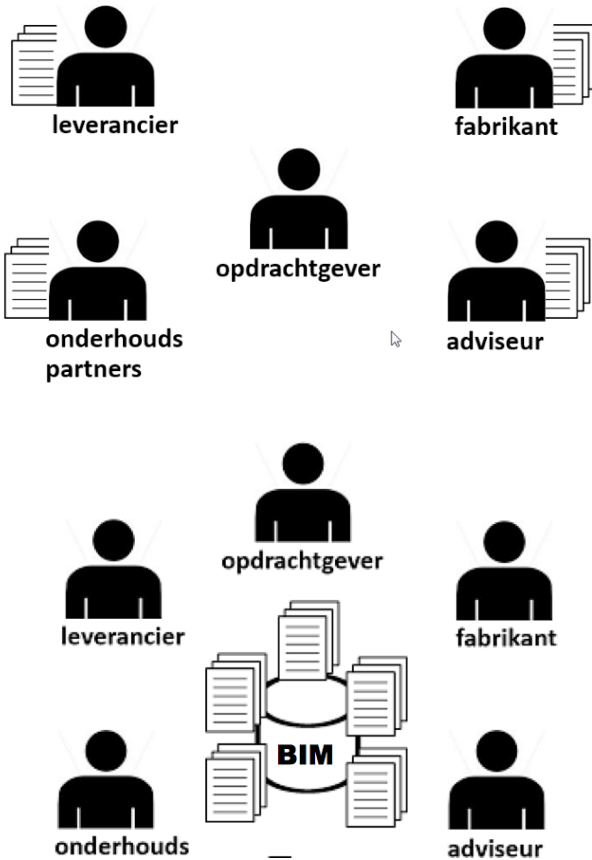 leverancier
fabrikant
opdrachtgever
onderhouds
partners
adviseur
opdrachtgever
leverancier
fabrikant
BIM
onderhouds
adviseur